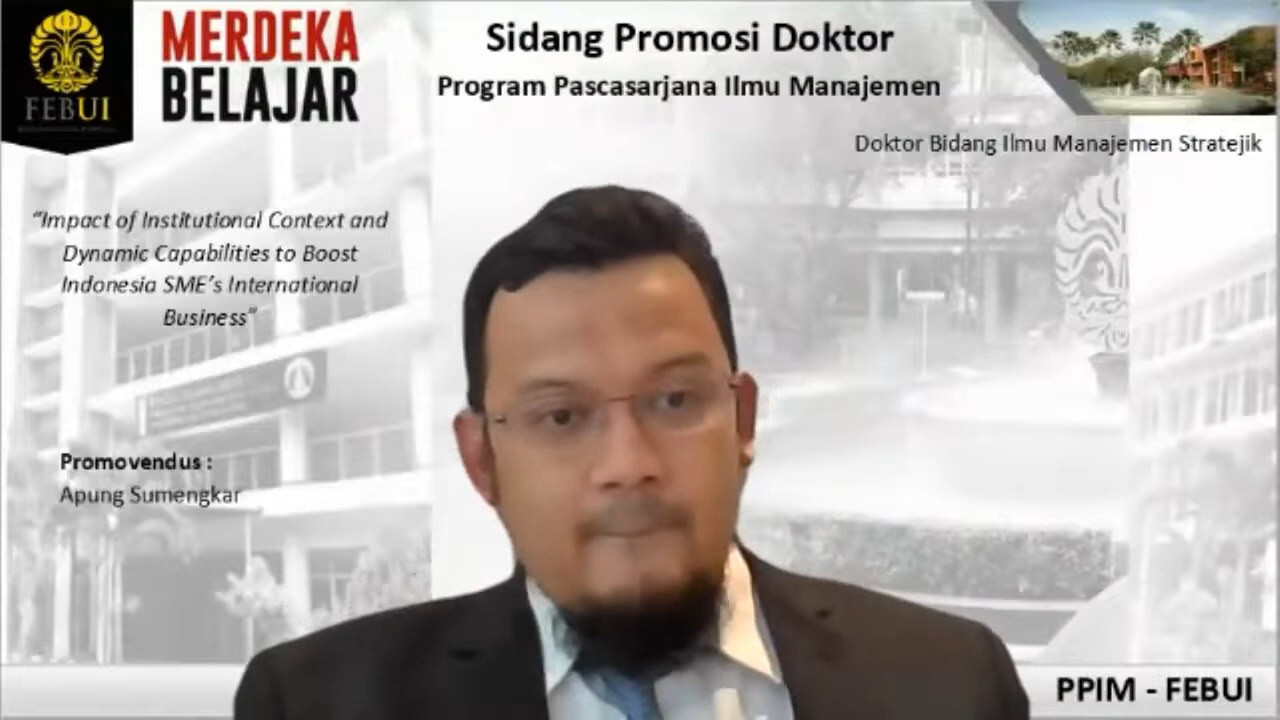 FEBUI
MERDEKA
BELAJAR
Sidang Promosi Doktor
Program Pascasarjana Ilmu Manajemen
Doktor Bidang Ilmu Manajemen Stratejik
“Impact of Institutional Context and
Dynamic Capabilities to Boost
Indonesia SME’s International
Business”
Promovendus :
Apung Sumengkar
PPIM - FEBUI